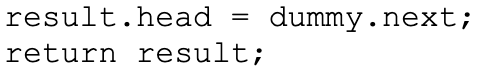 result.head = dummy.next;
return result;